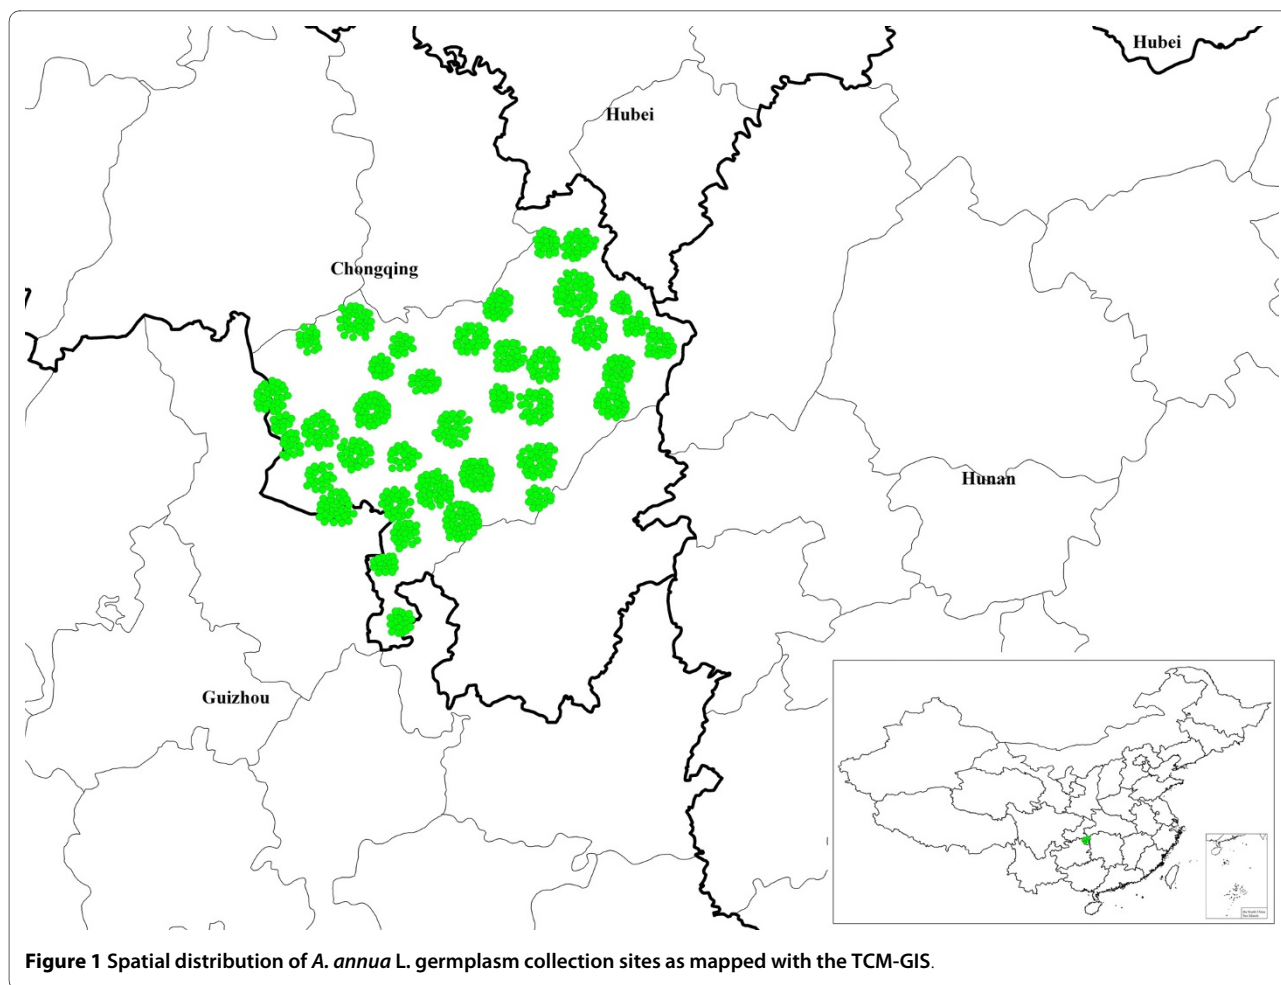 Hubei
Hubei
Chongqing
Hunan
Guizhou
Figure 1 Spatial distribution of A. annua L. germplasm collection sites as mapped with the TCM-GIS.